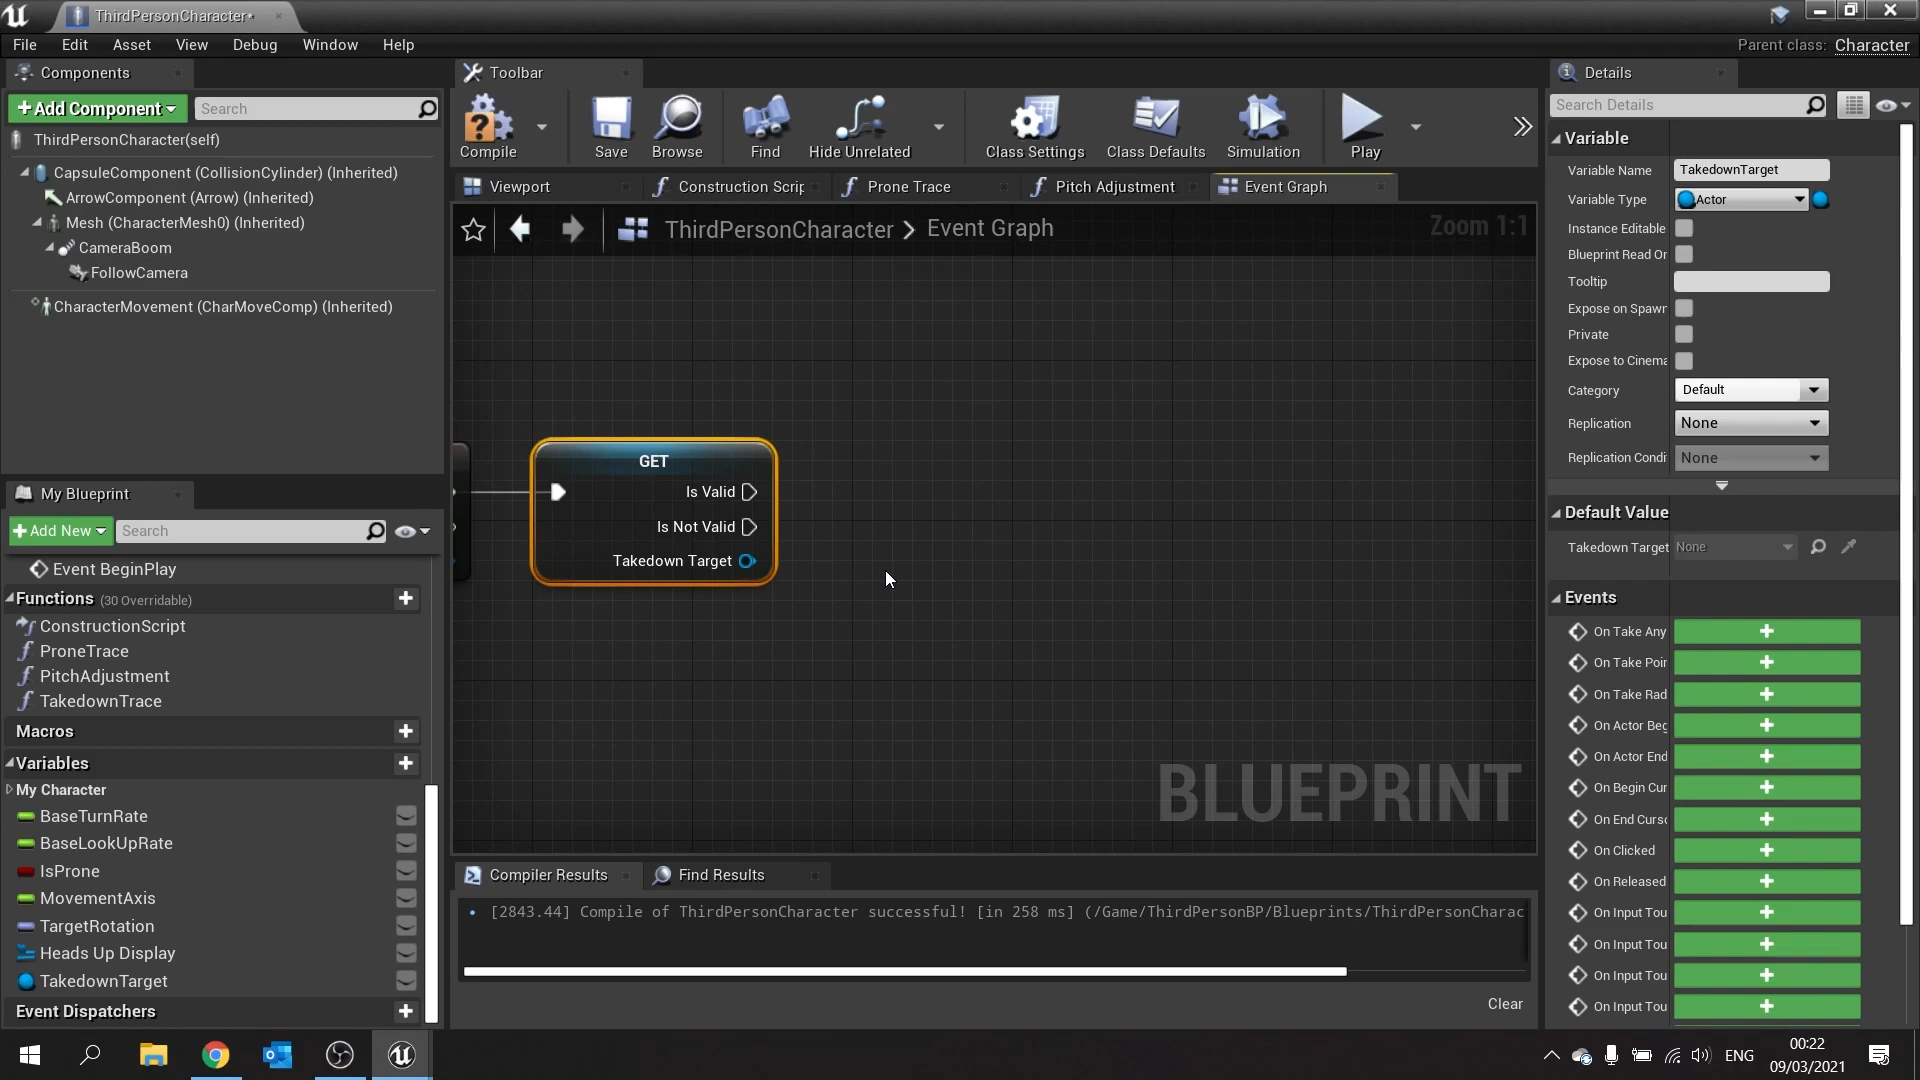 ThirdPersonCharacter*
File Edit Asset View Debug Window Help
Parent class: Character
Components
Add Component
Search
ThirdPersonCharacter(self)
CapsuleComponent (CollisionCylinder) (Inherited)
ArrowComponent (Arrow) (Inherited)
Mesh (CharacterMesh0) (Inherited)
CameraBoom
FollowCamera
CharacterMovement (CharMoveComp) (Inherited)
My Blueprint
Add New
Search
Event BeginPlay
Functions (30 Overridable)
ConstructionScript
ProneTrace
PitchAdjustment
TakedownTrace
Macros
Variables
My Character
BaseTurnRate
BaseLookUpRate
IsProne
MovementAxis
TargetRotation
Heads Up Display
TakedownTarget
Event Dispatchers
Toolbar
Compile
Save
Browse
Find
Hide Unrelated
Class Settings
Class Defaults
Simulation
Play
Viewport
Construction Scrip
Prone Trace
Pitch Adjustment
Event Graph
ThirdPersonCharacter > Event Graph
Zoom 1:1
GET
Is Valid
Is Not Valid
Takedown Target
BLUEPRINT
Compiler Results
Find Results
[2843.44] Compile of ThirdPersonCharacter successful! [in 258 ms] (/Game/ThirdPersonBP/Blueprints/ThirdPersonCharac
Clear
Details
Search Details
Variable
Variable Name TakedownTarget
Variable Type Actor
Instance Editable
Blueprint Read Or
Tooltip
Expose on Spawn
Private
Expose to Cinema
Category Default
Replication None
Replication Condi None
Default Value
Takedown Target None
Events
On Take Any
On Take Poin
On Take Rad
On Actor Beg
On Actor End
On Begin Cur
On End Curso
On Clicked
On Released
On Input Tou
On Input Tou
On Input Tou
On Input Tou
ENG
00:22
09/03/2021